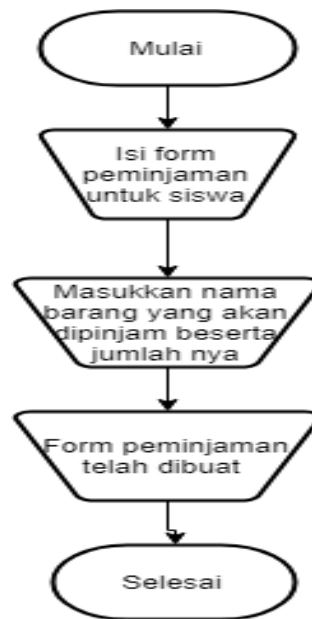 Mulai
Isi form
peminjaman
untuk siswa
Masukkan nama
barang yang akan
dipinjam beserta
jumlah nya
Form peminjaman
telah dibuat
Selesai